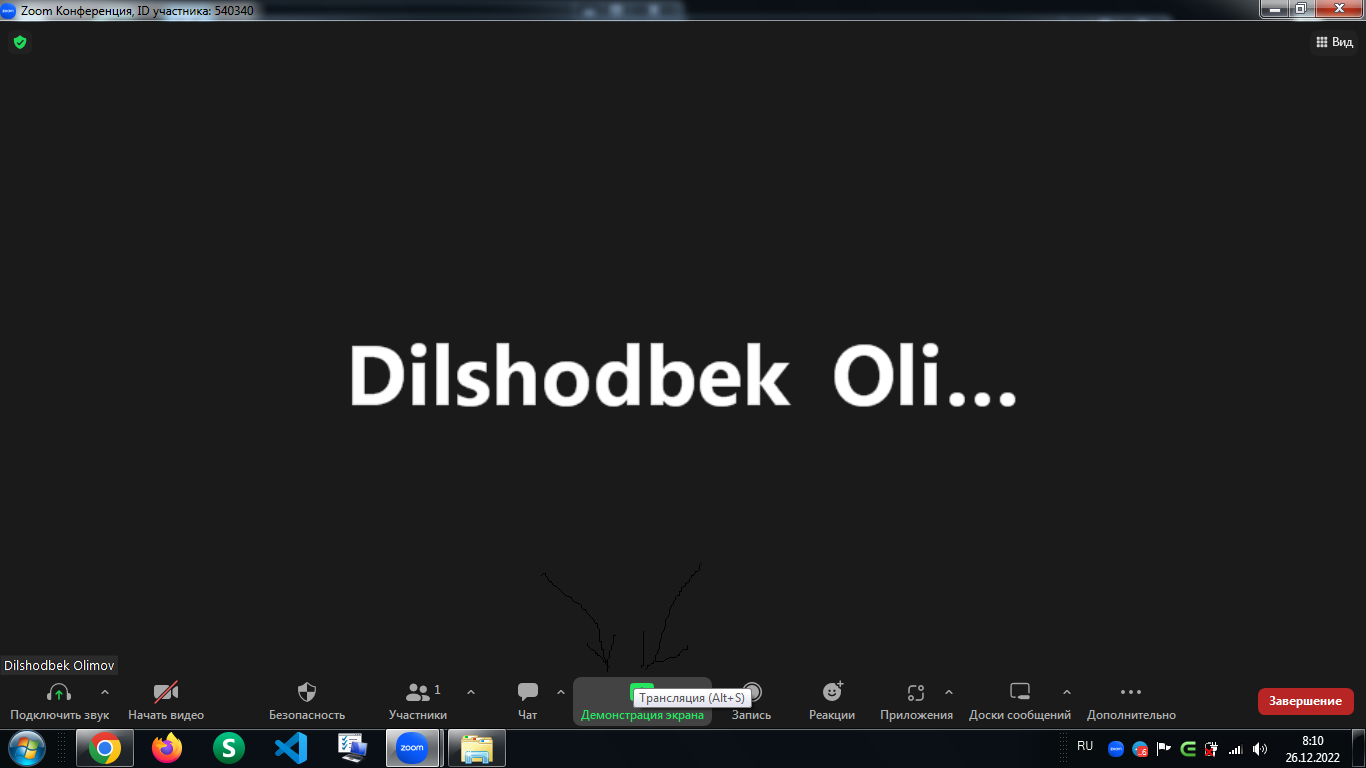 Zoom Конференция, ID участника: 540340
Вид
Dilshodbek Oli...
Dilshodbek Olimov
1
Трансляция (Alt+S)
Подключить звук
Начать видео
Безопасность
Участники
Чат
Демонстрация экрана
Запись
Реакции
Приложения
Доски сообщений
Дополнительно
Завершение
S
zoom
RU
8:10
26.12.2022